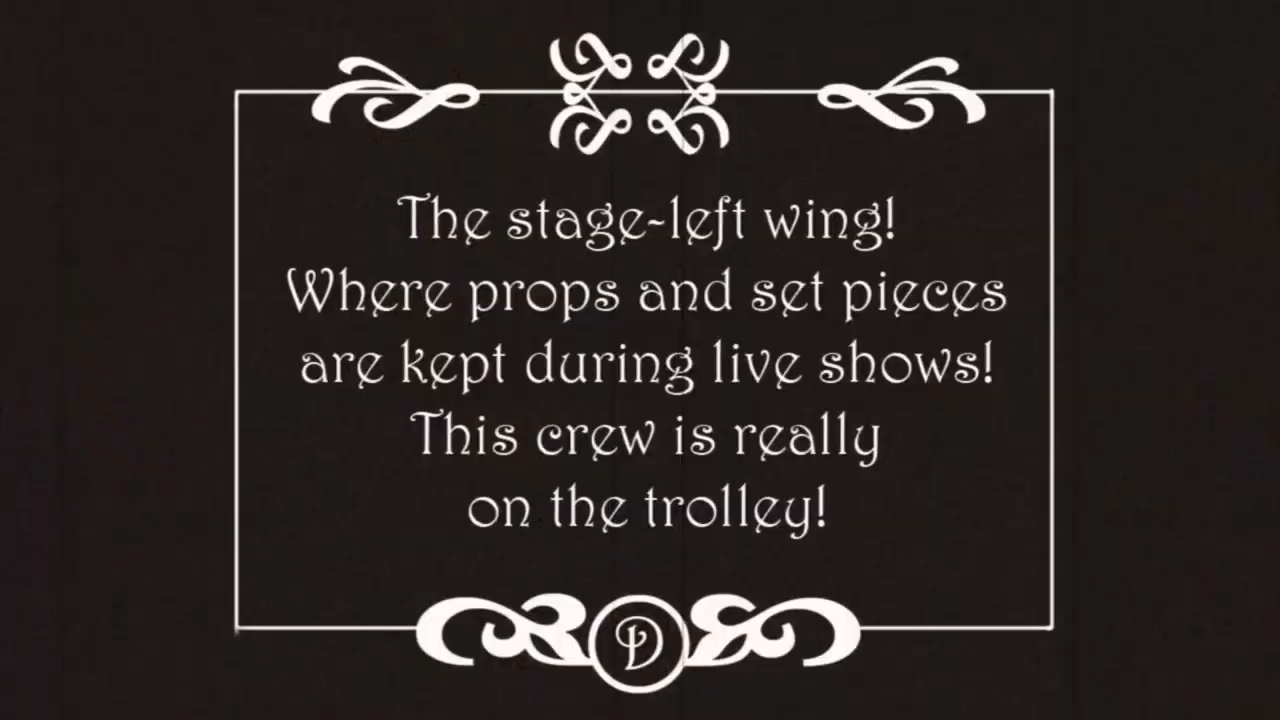 The stage-left wing!
Where props and set pieces
are kept during live shows!
This crew is really
on the trolley!
D